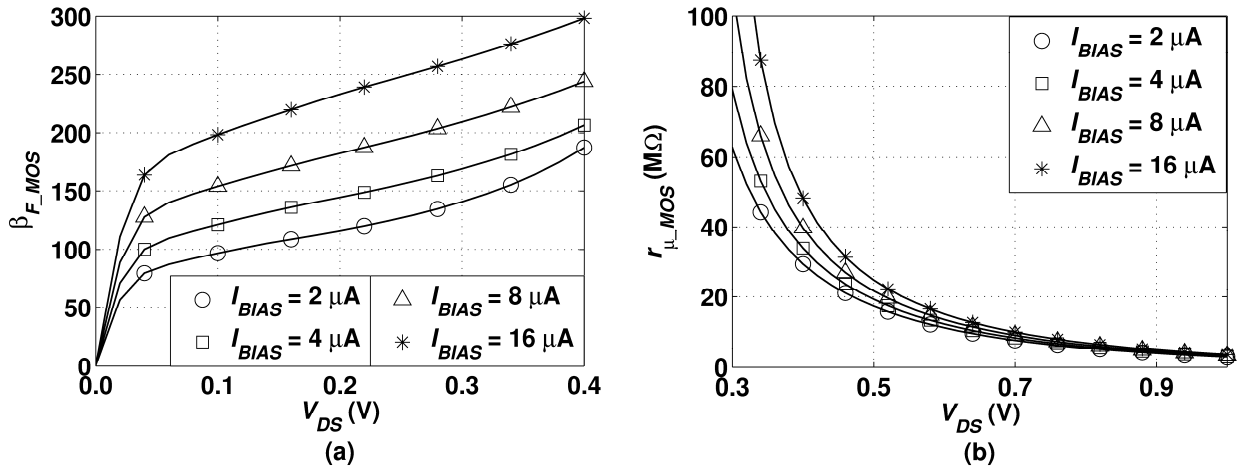 300
250
200
150
100
50
0
β_F_MOS
I_BIAS = 2 μA
I_BIAS = 4 μA
I_BIAS = 8 μA
I_BIAS = 16 μA
0.0 0.1 0.2 0.3 0.4
V_DS (V)
(a)
100
80
60
40
20
0
r_μ_MOS (MΩ)
I_BIAS = 2 μA
I_BIAS = 4 μA
I_BIAS = 8 μA
I_BIAS = 16 μA
0.3 0.5 0.7 0.9
V_DS (V)
(b)